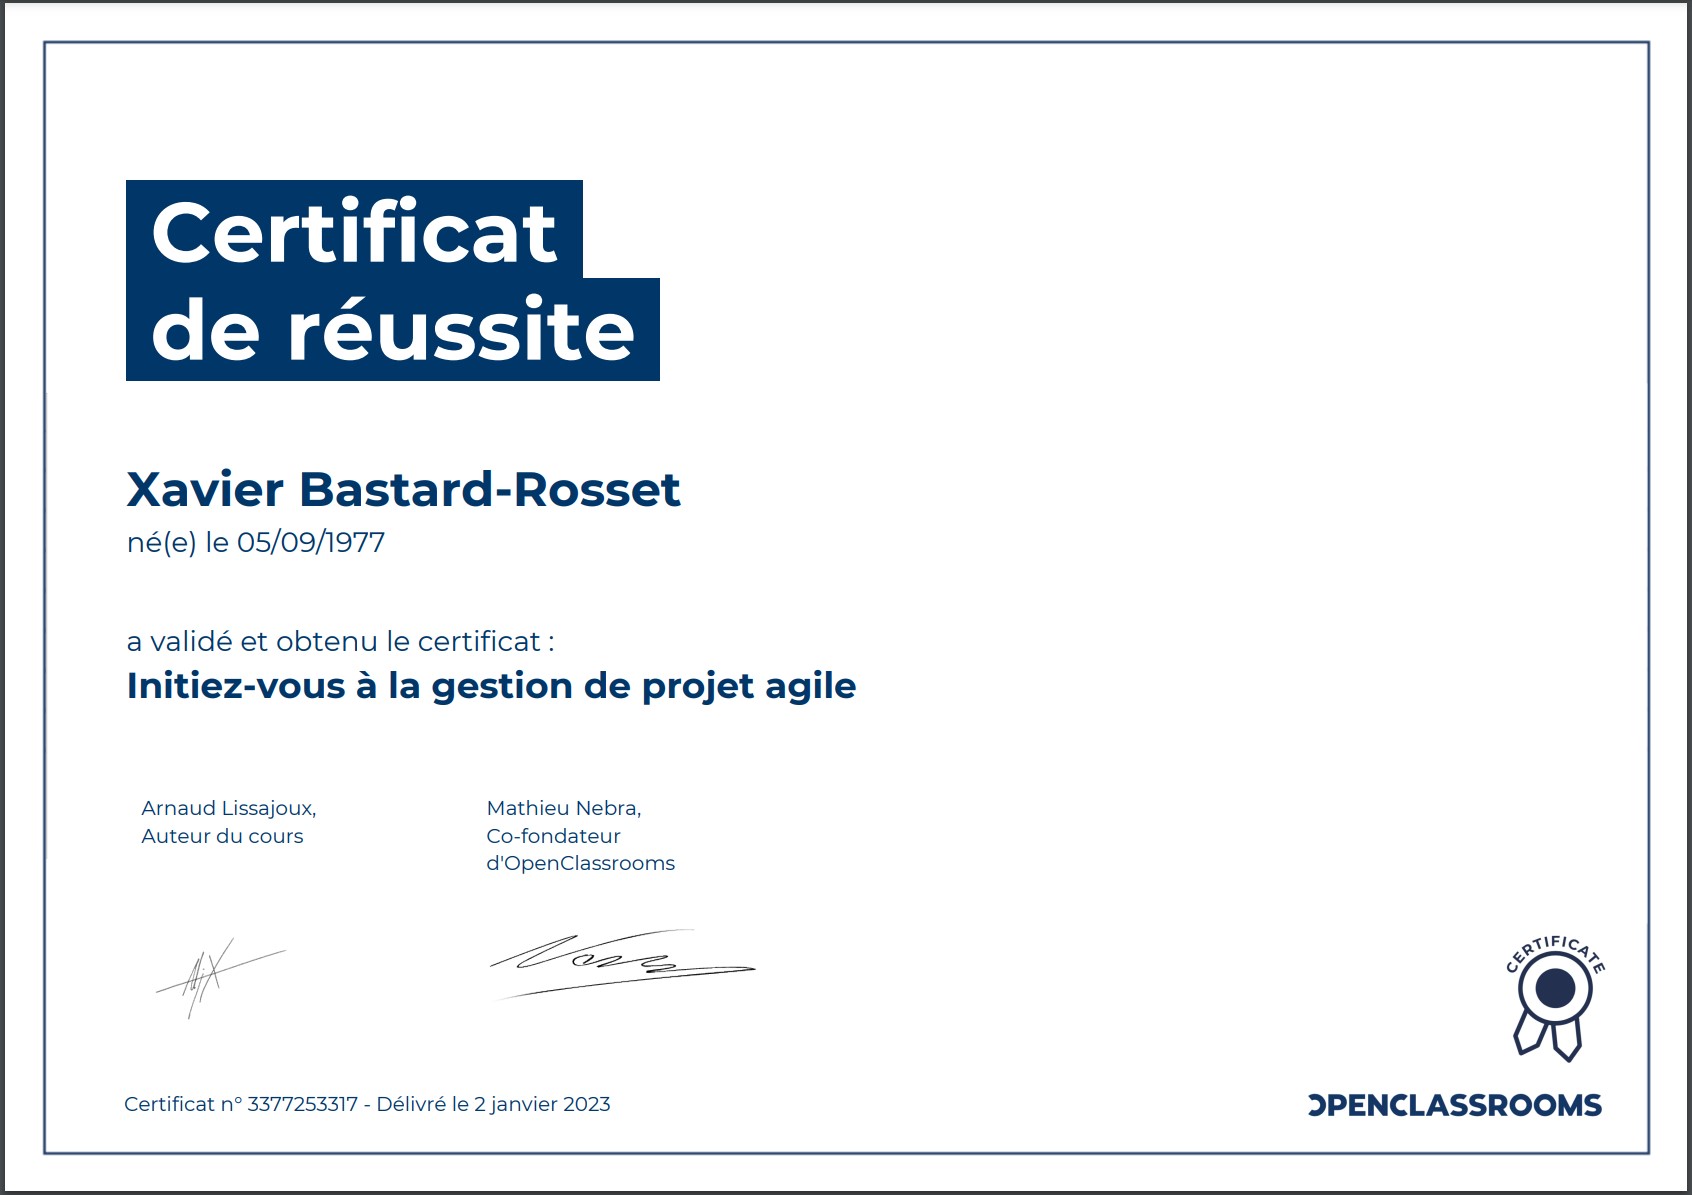 Certificat
de réussite
Xavier Bastard-Rosset
né(e) le 05/09/1977
a validé et obtenu le certificat :
Initiez-vous à la gestion de projet agile
Arnaud Lissajoux,
Auteur du cours
Mathieu Nebra,
Co-fondateur
d'OpenClassrooms
CERTIFICATE
Certificat n° 3377253317 - Délivré le 2 janvier 2023
OPENCLASSROOMS